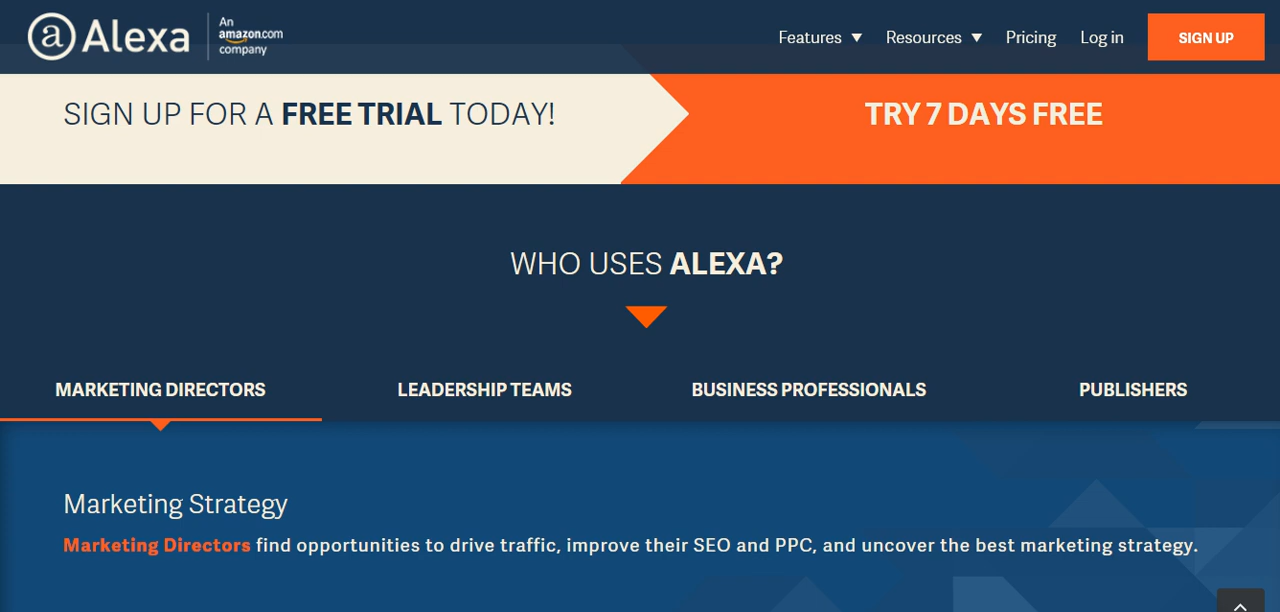 a Alexa
An
amazon.com
company
Features Resources Pricing Log in SIGN UP
SIGN UP FOR A FREE TRIAL TODAY!
TRY 7 DAYS FREE
WHO USES ALEXA?
MARKETING DIRECTORS LEADERSHIP TEAMS BUSINESS PROFESSIONALS PUBLISHERS
Marketing Strategy
Marketing Directors find opportunities to drive traffic, improve their SEO and PPC, and uncover the best marketing strategy.